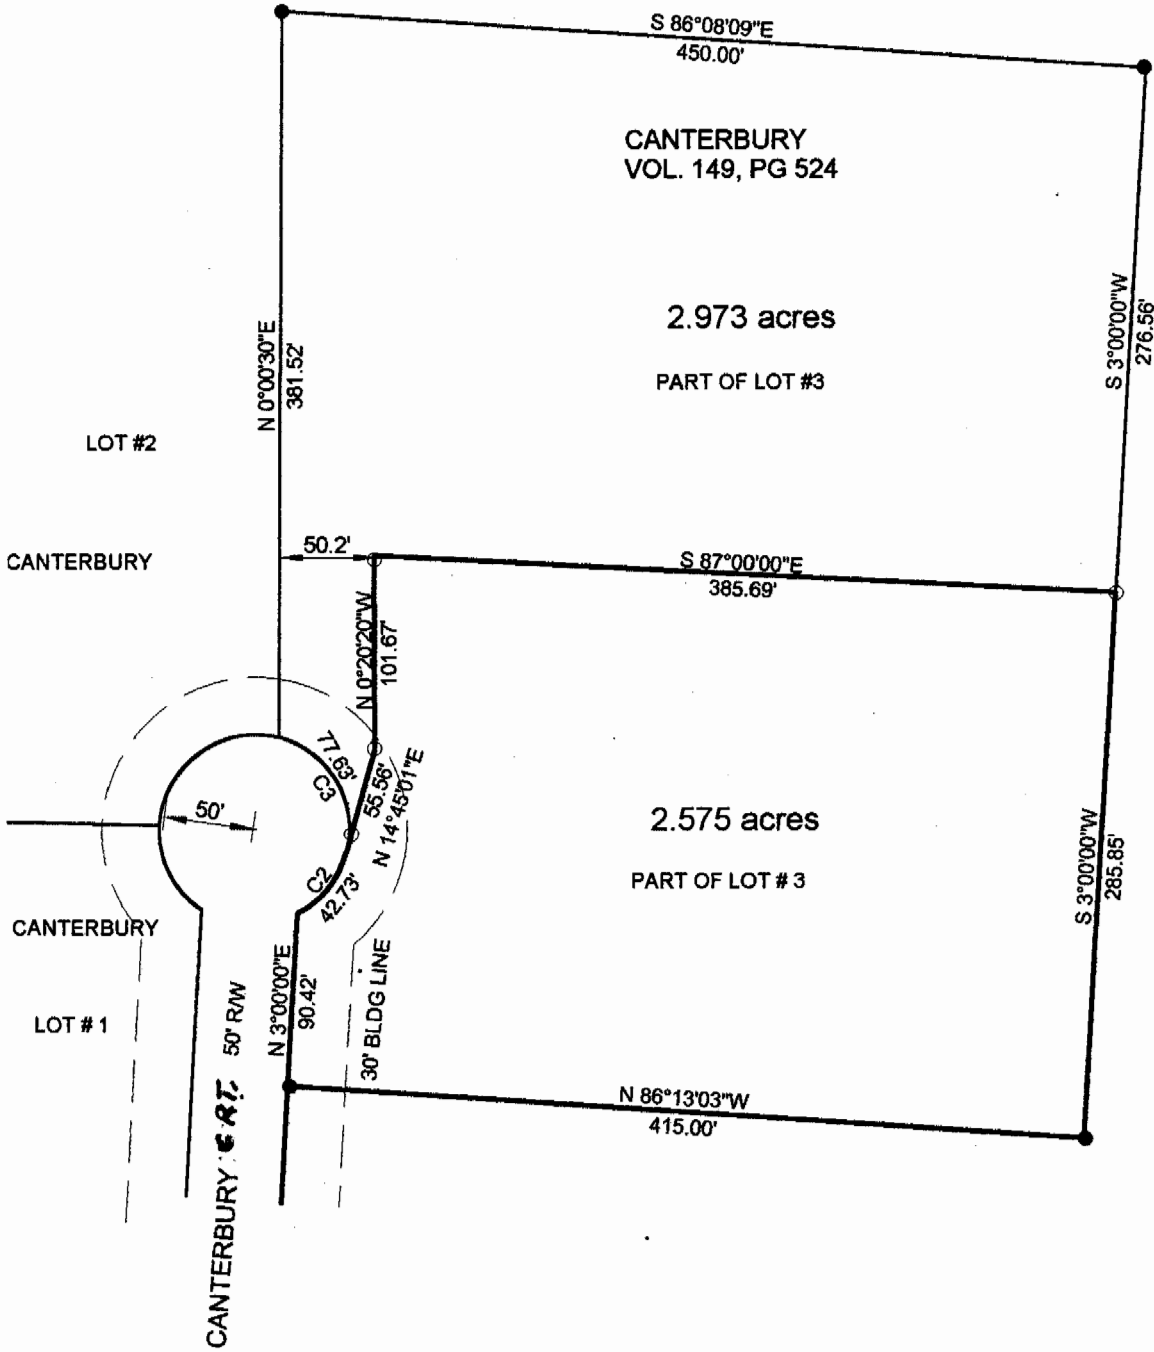 S 86°08'09"E
450.00'
CANTERBURY
VOL. 149, PG 524
2.973 acres
PART OF LOT #3
N 0°00'30"E
381.52'
S 3°00'00"W
276.56'
LOT #2
CANTERBURY
50.2'
S 87°00'00"E
385.69'
N 0°20'20"W
101.67'
77.63'
C3
55.56'
N 14°45'01"E
50'
C2
42.73'
2.575 acres
PART OF LOT # 3
S 3°00'00"W
285.85'
CANTERBURY
LOT # 1
N 3°00'00"E
90.42'
30' BLDG LINE
50' R/W
CANTERBURY
N 86°13'03"W
415.00'